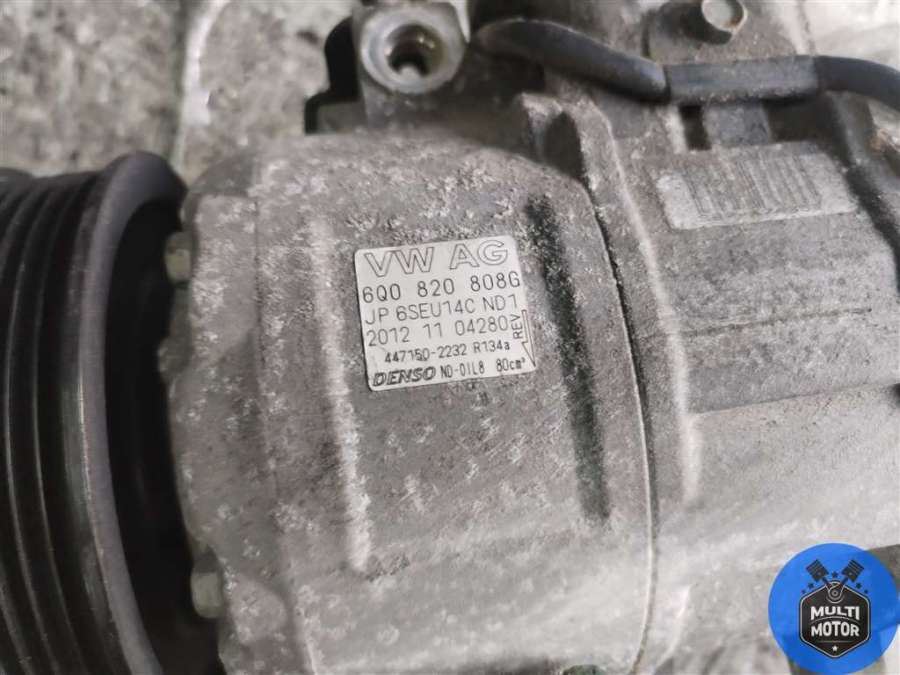 VW AG
6Q0 820 808G
JP 6SEU14C ND1
2012 11 04280
REV
447150-2232 R134a
DENSO ND-OIL8 80cm³
MULTI
MOTOR